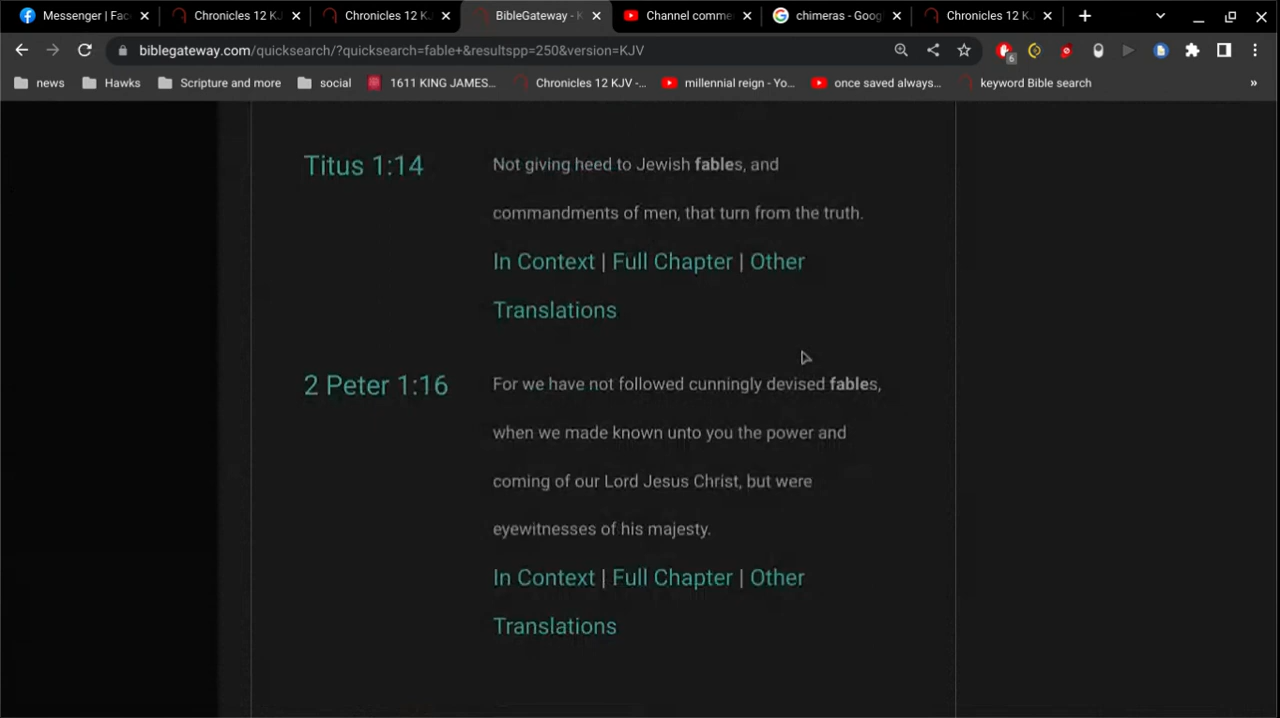 Messenger | Fac
Chronicles 12 KJ
Chronicles 12 KJ
BibleGateway - K
Channel comme
chimeras - Goog
Chronicles 12 KJ
biblegateway.com/quicksearch/?quicksearch=fable+&resultspp=250&version=KJV
6
news
Hawks
Scripture and more
social
1611 KING JAMES...
Chronicles 12 KJV -...
millennial reign - Yo...
once saved always...
keyword Bible search
»
Titus 1:14
Not giving heed to Jewish fables, and
commandments of men, that turn from the truth.
In Context | Full Chapter | Other
Translations
2 Peter 1:16
For we have not followed cunningly devised fables,
when we made known unto you the power and
coming of our Lord Jesus Christ, but were
eyewitnesses of his majesty.
In Context | Full Chapter | Other
Translations